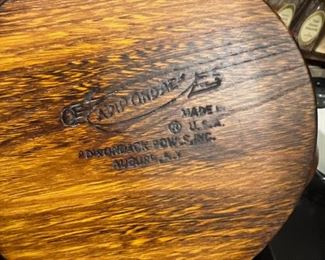 ADIRONDACK
MADE IN
® U.S.A.
ADIRONDACK BOWLS, INC.
AUBURN, N.Y.